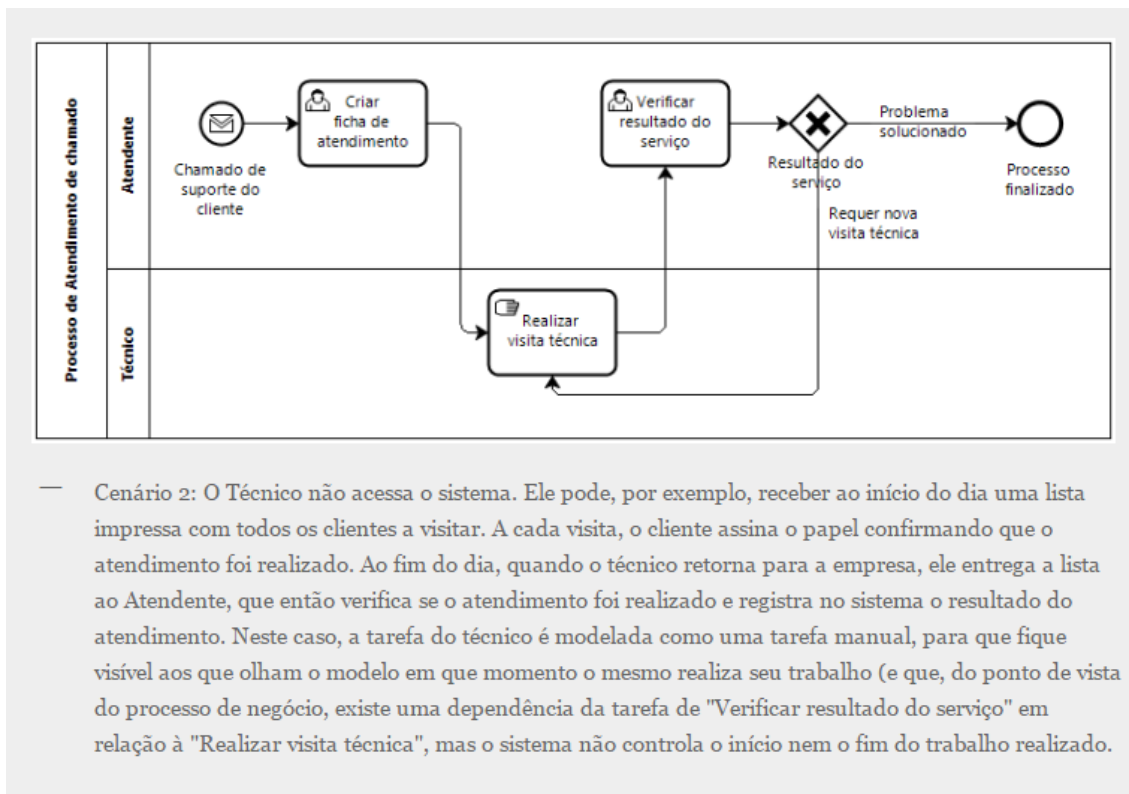 Processo de Atendimento de chamado
Atendente
Chamado de
suporte do
cliente
Criar
ficha de
atendimento
Verificar
resultado do
serviço
Resultado do
serviço
Problema
solucionado
Processo
finalizado
Requer nova
visita técnica
Técnico
Realizar
visita técnica
— Cenário 2: O Técnico não acessa o sistema. Ele pode, por exemplo, receber ao início do dia uma lista
impressa com todos os clientes a visitar. A cada visita, o cliente assina o papel confirmando que o
atendimento foi realizado. Ao fim do dia, quando o técnico retorna para a empresa, ele entrega a lista
ao Atendente, que então verifica se o atendimento foi realizado e registra no sistema o resultado do
atendimento. Neste caso, a tarefa do técnico é modelada como uma tarefa manual, para que fique
visível aos que olham o modelo em que momento o mesmo realiza seu trabalho (e que, do ponto de vista
do processo de negócio, existe uma dependência da tarefa de "Verificar resultado do serviço" em
relação à "Realizar visita técnica", mas o sistema não controla o início nem o fim do trabalho realizado.